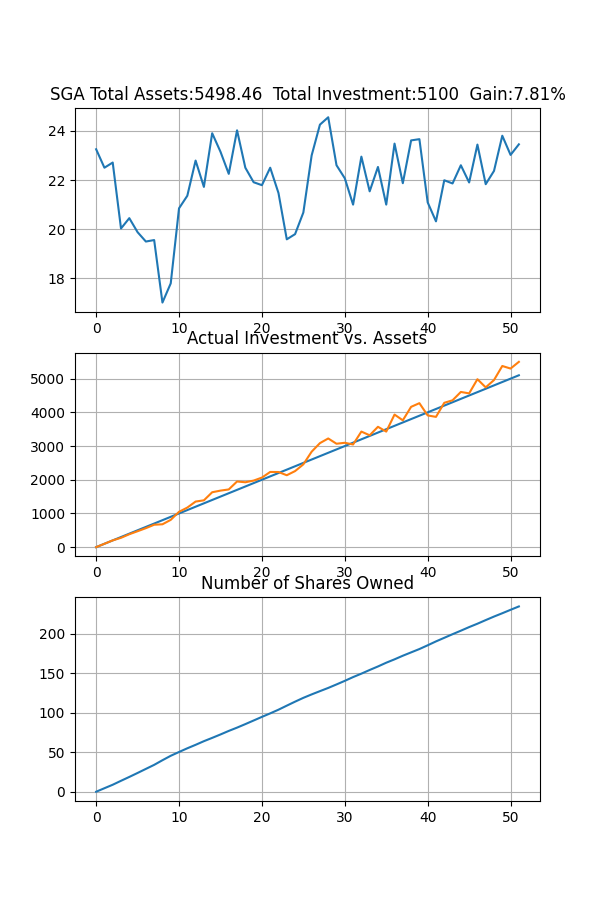 SGA Total Assets:5498.46  Total Investment:5100  Gain:7.81%
24
22
20
18
0 10 20 30 40 50
Actual Investment vs. Assets
5000
4000
3000
2000
1000
0
0 10 20 30 40 50
Number of Shares Owned
200
150
100
50
0
0 10 20 30 40 50